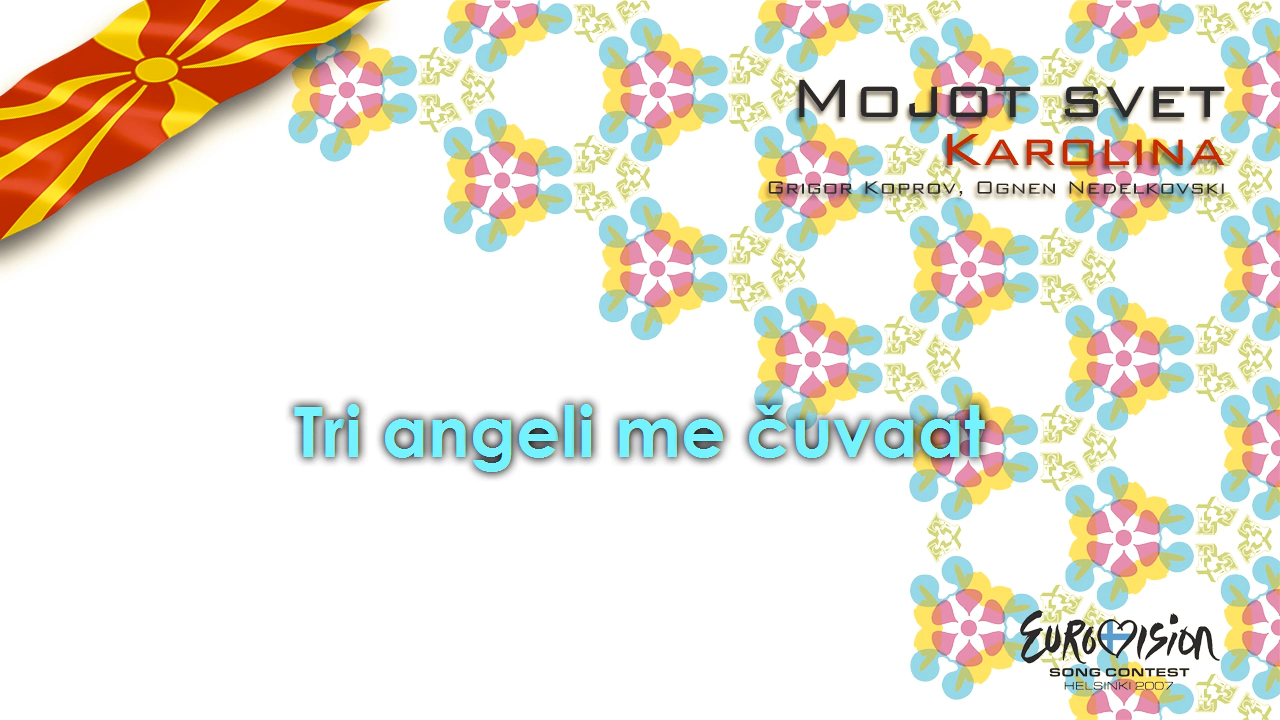 Mojot svet
Karolina
Grigor Koprov, Ognen Nedelkovski
Tri angeli me čuvaat
EUROVISION
SONG CONTEST
HELSINKI 2007